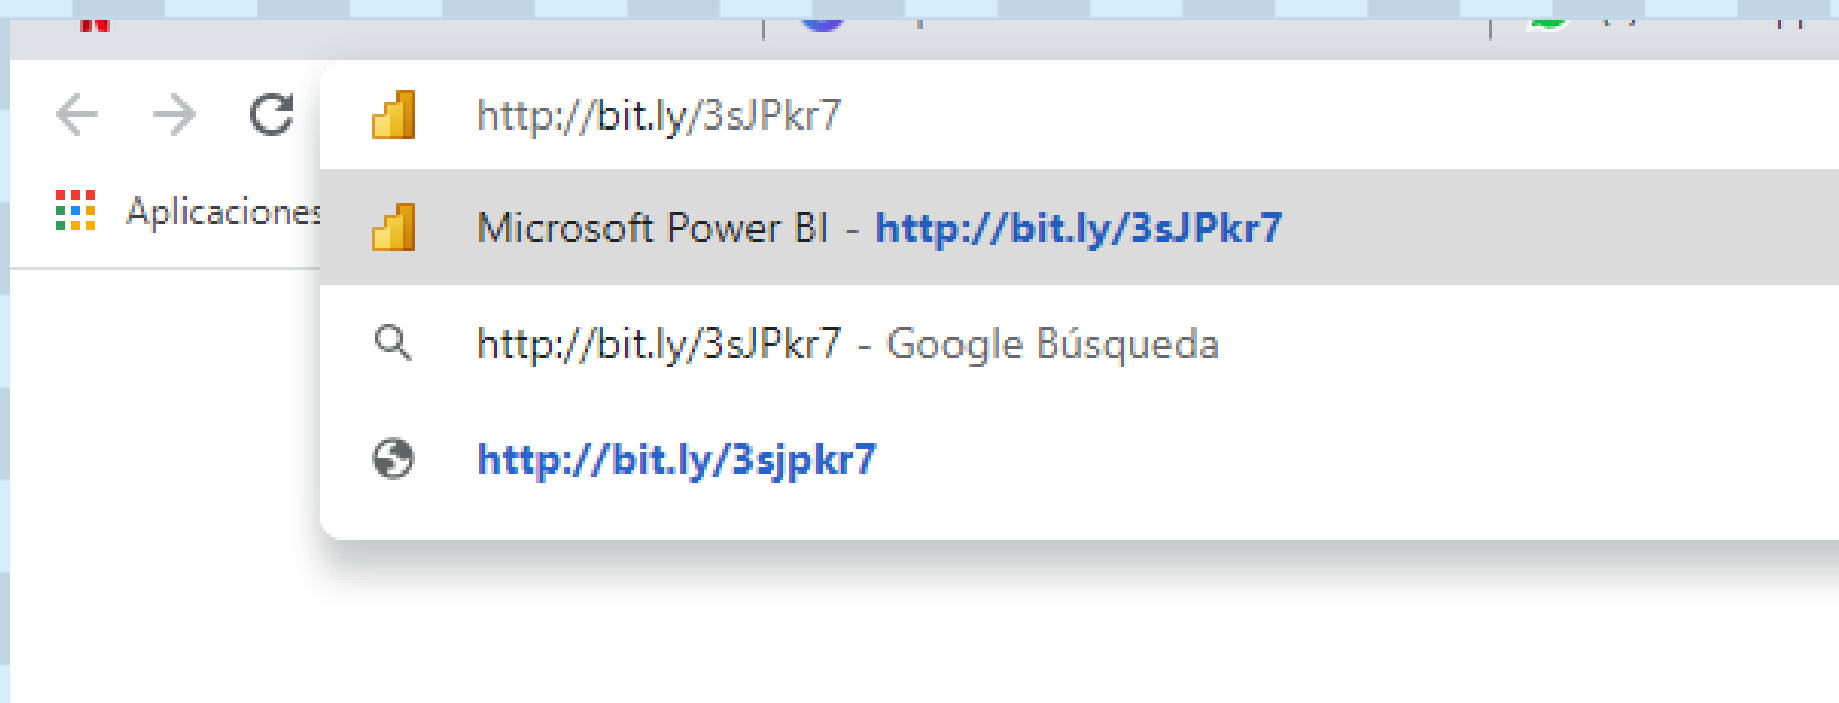 http://bit.ly/3sJPkr7
Aplicaciones
Microsoft Power BI - http://bit.ly/3sJPkr7
http://bit.ly/3sJPkr7 - Google Búsqueda
http://bit.ly/3sjpkr7